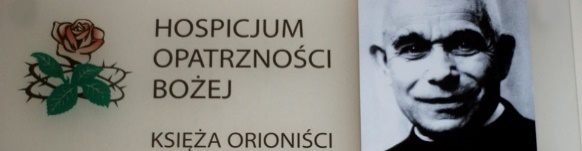 HOSPICJUM
OPATRZNOŚCI
BOŻEJ
KSIĘŻA ORIONIŚCI